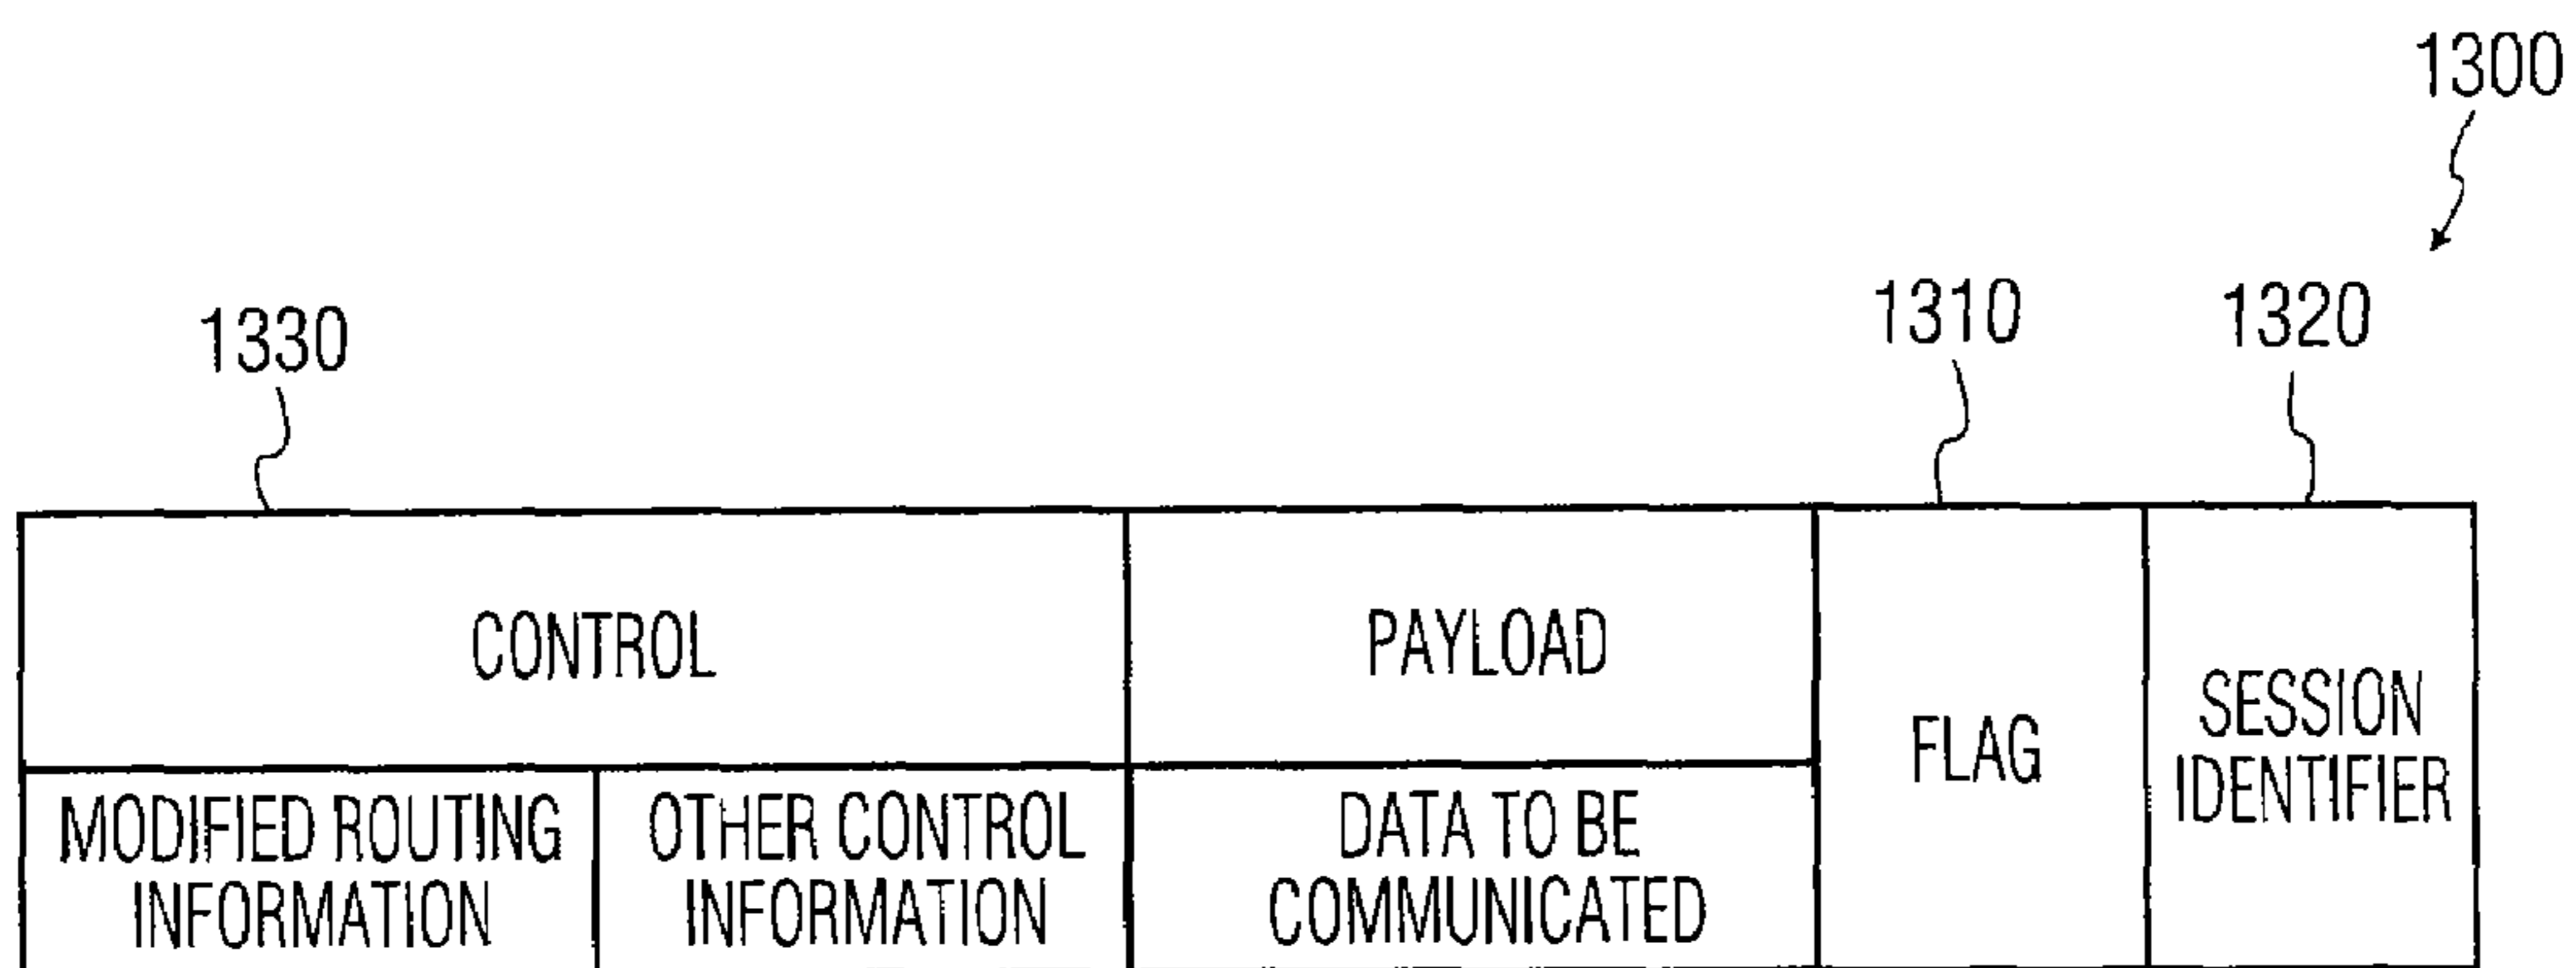 1300
1330
1310
1320
CONTROL
PAYLOAD
FLAG
SESSION
IDENTIFIER
MODIFIED ROUTING
INFORMATION
OTHER CONTROL
INFORMATION
DATA TO BE
COMMUNICATED